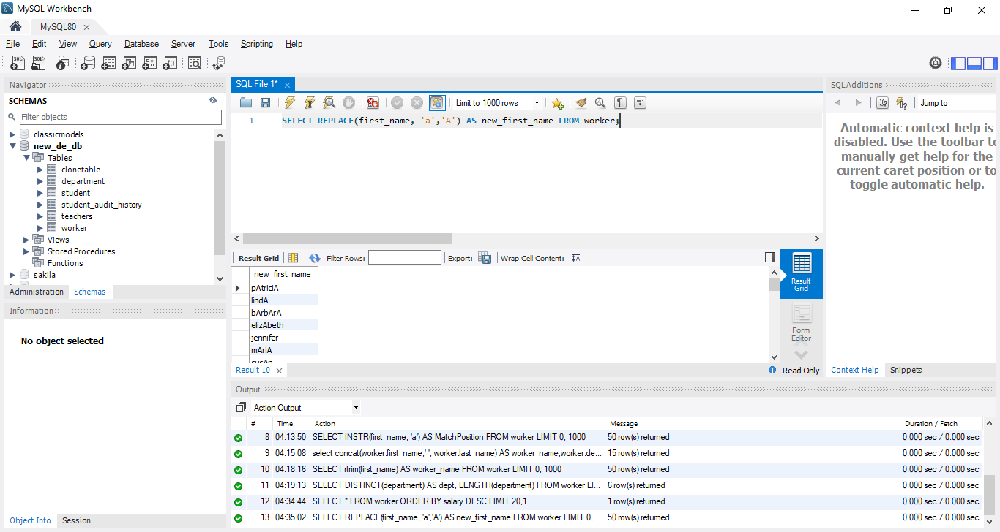 MySQL Workbench
MySQL80
File Edit View Query Database Server Tools Scripting Help
Navigator
SCHEMAS
Filter objects
classicmodels
new_de_db
Tables
clonetable
department
student
student_audit_history
teachers
worker
Views
Stored Procedures
Functions
sakila
Administration Schemas
Information
No object selected
Object Info Session
SQL File 1*
Limit to 1000 rows
1 SELECT REPLACE(first_name, 'a','A') AS new_first_name FROM worker;
Result Grid Filter Rows: Export: Wrap Cell Content:
new_first_name
pAtriciA
lindA
bArbArA
elizAbeth
jennifer
mAriA
susAn
Result Grid
Form Editor
Result 10
Read Only
SQLAdditions
Jump to
Automatic context help is
disabled. Use the toolbar to
manually get help for the
current caret position or to
toggle automatic help.
Context Help Snippets
Output
Action Output
# Time Action Message Duration / Fetch
8 04:13:50 SELECT INSTR(first_name, 'a') AS MatchPosition FROM worker LIMIT 0, 1000 50 row(s) returned 0.000 sec / 0.000 sec
9 04:15:08 select concat(worker.first_name,' ', worker.last_name) AS worker_name,worker.de... 15 row(s) returned 0.000 sec / 0.000 sec
10 04:18:16 SELECT rtrim(first_name) AS worker_name FROM worker LIMIT 0, 1000 50 row(s) returned 0.000 sec / 0.000 sec
11 04:19:13 SELECT DISTINCT(department) AS dept, LENGTH(department) FROM worker LI... 6 row(s) returned 0.000 sec / 0.000 sec
12 04:34:44 SELECT * FROM worker ORDER BY salary DESC LIMIT 20,1 1 row(s) returned 0.000 sec / 0.000 sec
13 04:35:02 SELECT REPLACE(first_name, 'a','A') AS new_first_name FROM worker LIMIT 0, ... 50 row(s) returned 0.000 sec / 0.000 sec